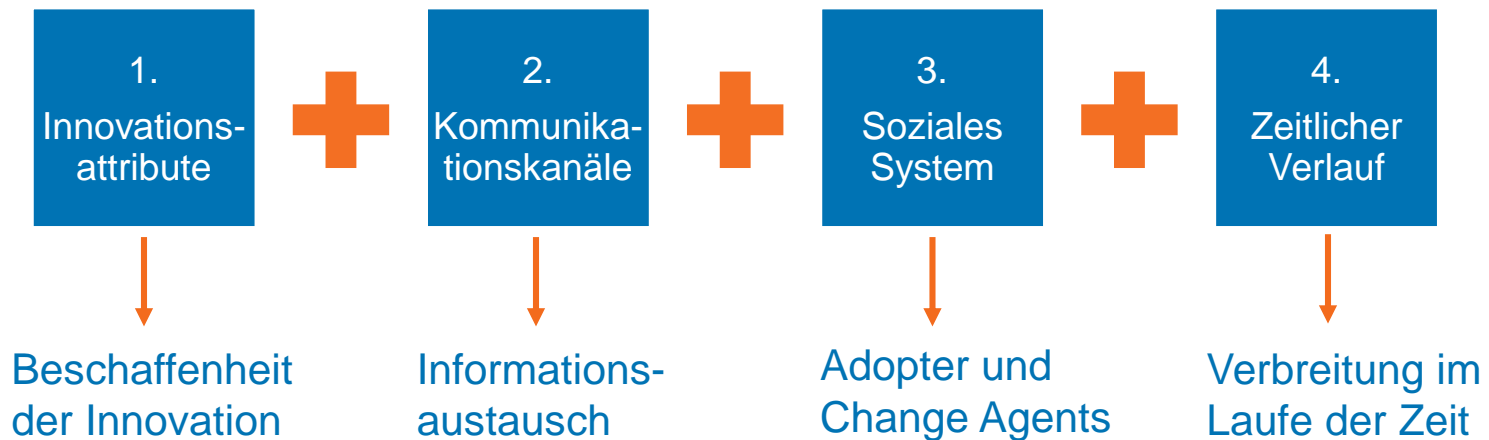 1.
Innovations-
attribute
2.
Kommunika-
tionskanäle
3.
Soziales
System
4.
Zeitlicher
Verlauf
Beschaffenheit
der Innovation
Informations-
austausch
Adopter und
Change Agents
Verbreitung im
Laufe der Zeit